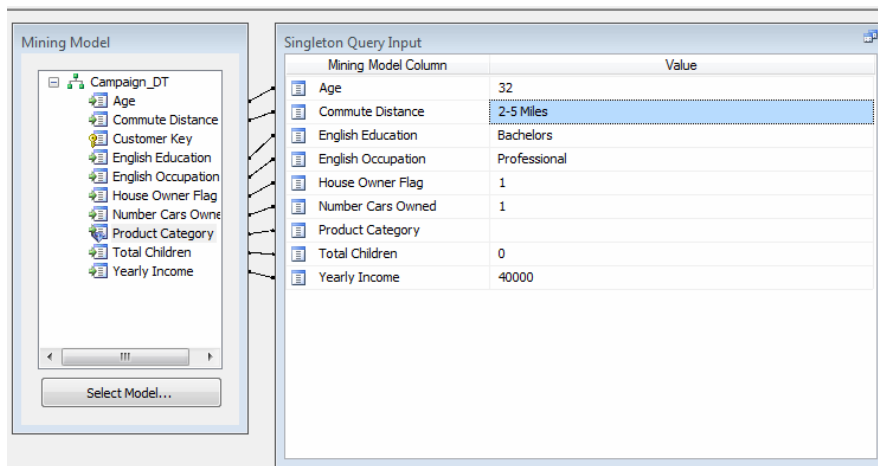 Mining Model
Campaign_DT
Age
Commute Distance
Customer Key
English Education
English Occupation
House Owner Flag
Number Cars Owne
Product Category
Total Children
Yearly Income
Select Model...
Singleton Query Input
Mining Model Column Value
Age 32
Commute Distance 2-5 Miles
English Education Bachelors
English Occupation Professional
House Owner Flag 1
Number Cars Owned 1
Product Category
Total Children 0
Yearly Income 40000